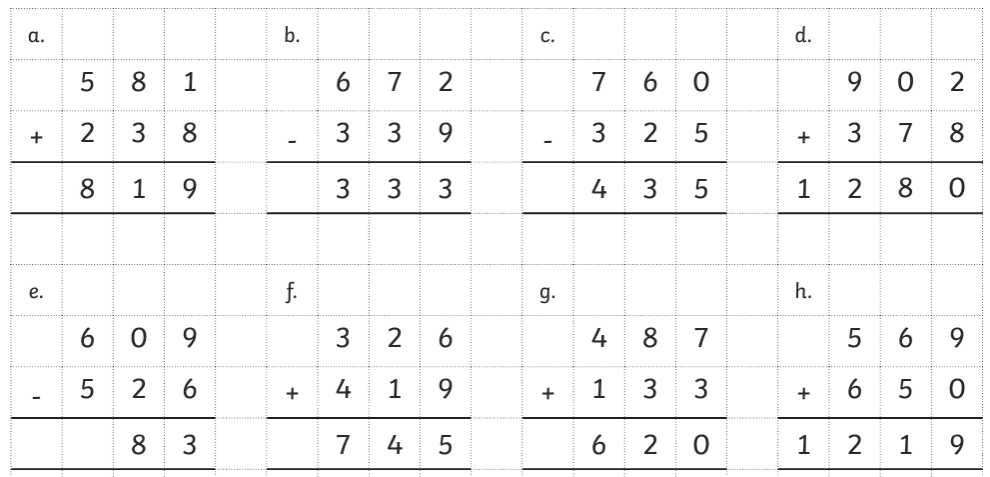 a. b. c. d.
5 8 1 6 7 2 7 6 0 9 0 2
+ 2 3 8 - 3 3 9 - 3 2 5 + 3 7 8
8 1 9 3 3 3 4 3 5 1 2 8 0
e. f. g. h.
6 0 9 3 2 6 4 8 7 5 6 9
- 5 2 6 + 4 1 9 + 1 3 3 + 6 5 0
8 3 7 4 5 6 2 0 1 2 1 9